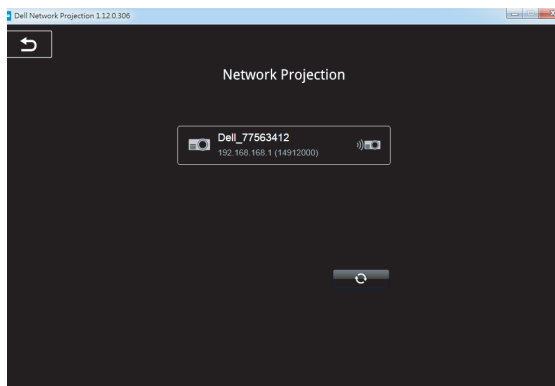 Dell Network Projection 1.12.0.306
Network Projection
Dell_77563412
192.168.168.1 (14912000)